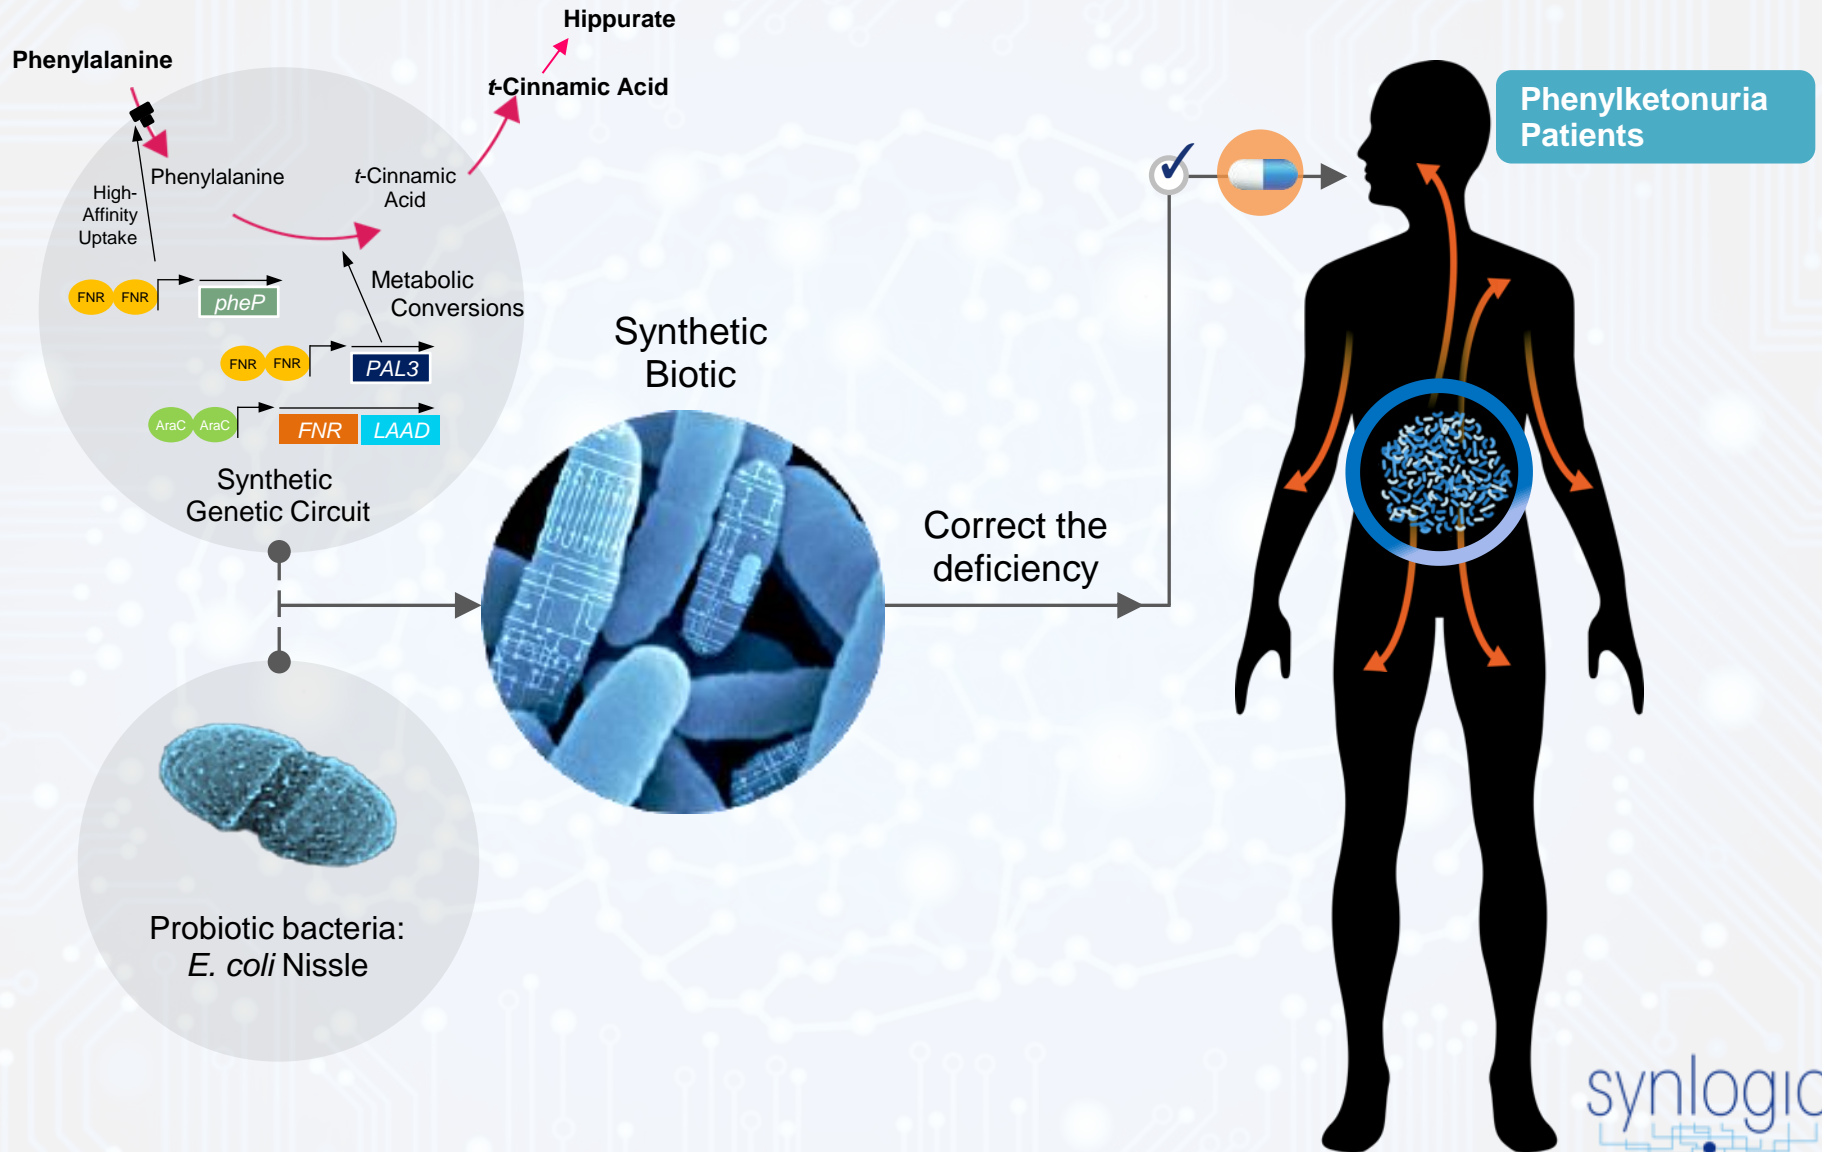 Hippurate
Phenylalanine
t-Cinnamic Acid
Phenylalanine
t-Cinnamic
Acid
High-
Affinity
Uptake
Metabolic
Conversions
FNR FNR
pheP
FNR FNR
PAL3
AraC AraC
FNR LAAD
Synthetic
Genetic Circuit
Probiotic bacteria:
E. coli Nissle
Synthetic
Biotic
Correct the
deficiency
Phenylketonuria
Patients
synlogic